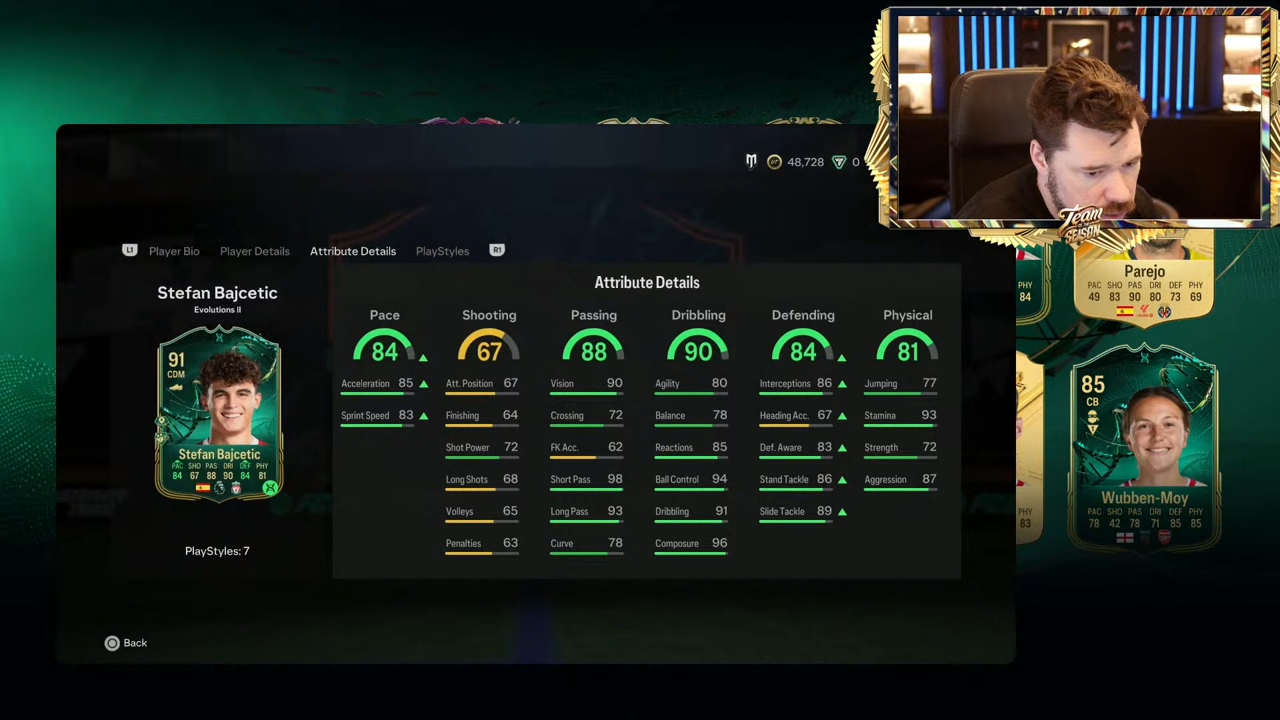 48,728 0
Team
OF THE
SEASON
L1 Player Bio Player Details Attribute Details PlayStyles R1
Stefan Bajcetic
Evolutions II
91
CDM
Stefan Bajcetic
PAC SHO PAS DRI DEF PHY
84 67 88 90 84 81
PlayStyles: 7
Attribute Details
Pace Shooting Passing Dribbling Defending Physical
84 67 88 90 84 81
Acceleration 85 Att. Position 67 Vision 90 Agility 80 Interceptions 86 Jumping 77
Sprint Speed 83 Finishing 64 Crossing 72 Balance 78 Heading Acc. 67 Stamina 93
Shot Power 72 FK Acc. 62 Reactions 85 Def. Aware 83 Strength 72
Long Shots 68 Short Pass 98 Ball Control 94 Stand Tackle 86 Aggression 87
Volleys 65 Long Pass 93 Dribbling 91 Slide Tackle 89
Penalties 63 Curve 78 Composure 96
Back
PHY
84
Parejo
PAC SHO PAS DRI DEF PHY
49 83 90 80 73 69
PHY
83
85
CB
Wubben-Moy
PAC SHO PAS DRI DEF PHY
78 42 78 71 85 85